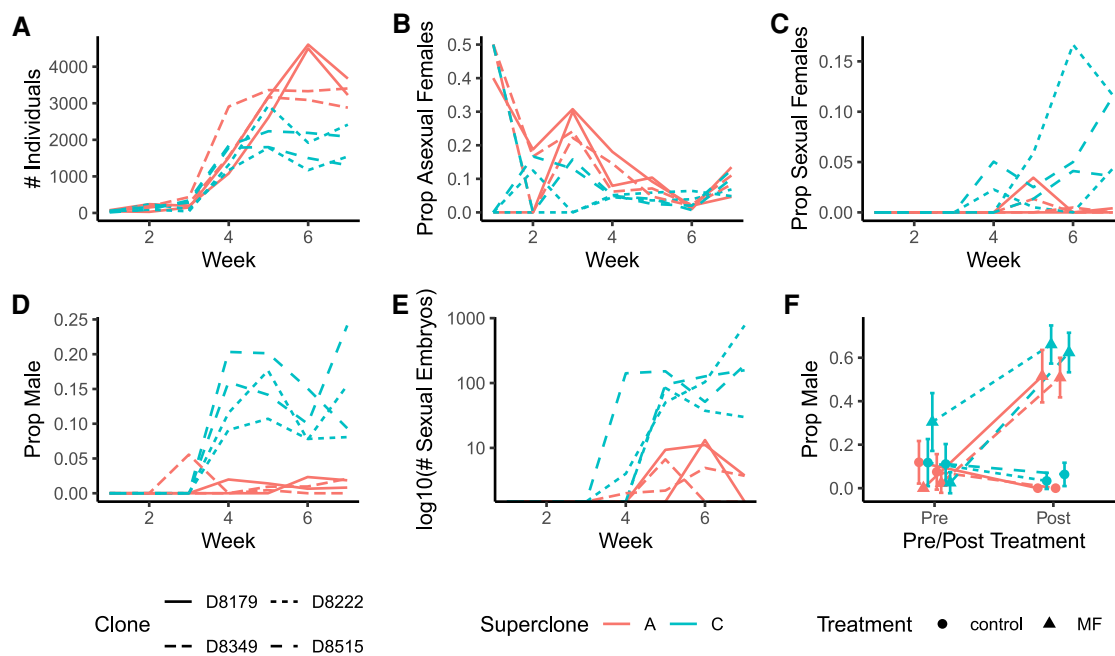 A
# Individuals
4000
3000
2000
1000
0
2 4 6
Week
B
Prop Asexual Females
0.5
0.4
0.3
0.2
0.1
0.0
2 4 6
Week
C
Prop Sexual Females
0.15
0.10
0.05
0.00
2 4 6
Week
D
Prop Male
0.25
0.20
0.15
0.10
0.05
0.00
2 4 6
Week
E
log10(# Sexual Embryos)
1000
100
10
2 4 6
Week
F
Prop Male
0.6
0.4
0.2
0.0
Pre Post
Pre/Post Treatment
Clone
D8179 D8222
D8349 D8515
Superclone A C
Treatment control MF